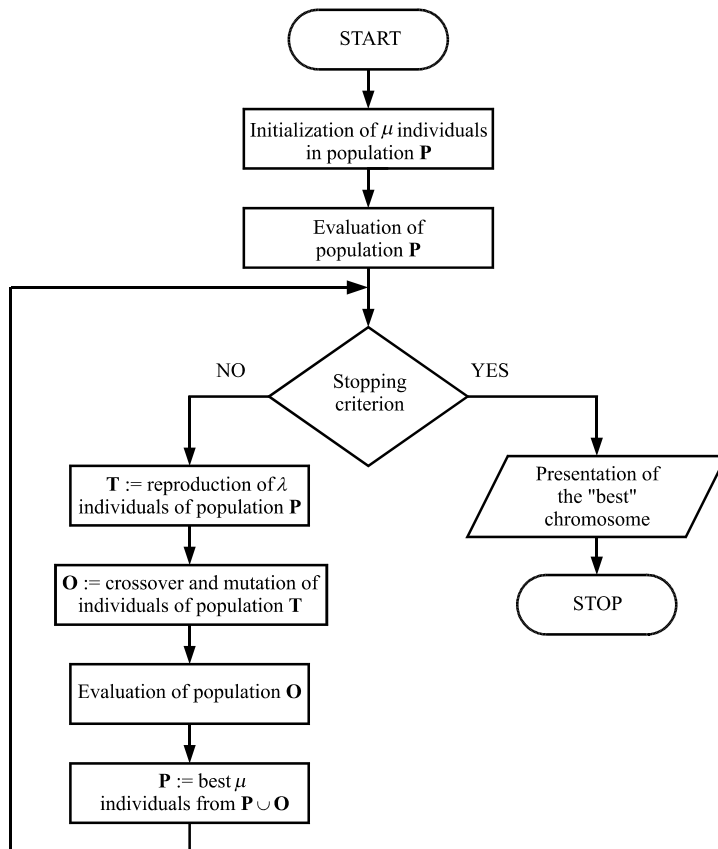 START
Initialization of μ individuals
in population P
Evaluation of
population P
NO
YES
Stopping
criterion
T := reproduction of λ
individuals of population P
Presentation of
the "best"
chromosome
O := crossover and mutation of
individuals of population T
STOP
Evaluation of population O
P := best μ
individuals from P ∪ O